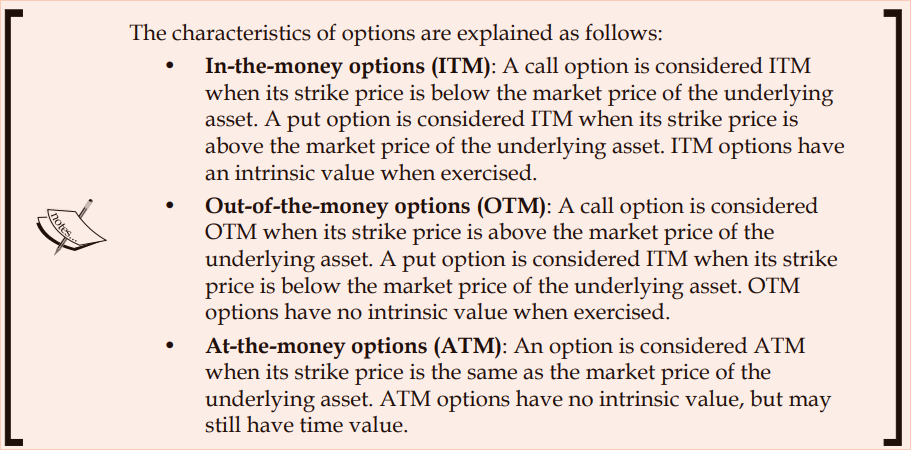 The characteristics of options are explained as follows:
• In-the-money options (ITM): A call option is considered ITM
when its strike price is below the market price of the underlying
asset. A put option is considered ITM when its strike price is
above the market price of the underlying asset. ITM options have
an intrinsic value when exercised.
• Out-of-the-money options (OTM): A call option is considered
OTM when its strike price is above the market price of the
underlying asset. A put option is considered ITM when its strike
price is below the market price of the underlying asset. OTM
options have no intrinsic value when exercised.
notes...
• At-the-money options (ATM): An option is considered ATM
when its strike price is the same as the market price of the
underlying asset. ATM options have no intrinsic value, but may
still have time value.